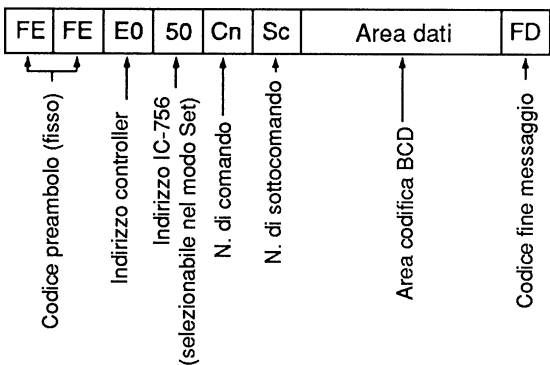 FE FE E0 50 Cn Sc Area dati FD
Codice preambolo (fisso)
Indirizzo controller
Indirizzo IC-756
(selezionabile nel modo Set)
N. di comando
N. di sottocomando
Area codifica BCD
Codice fine messaggio